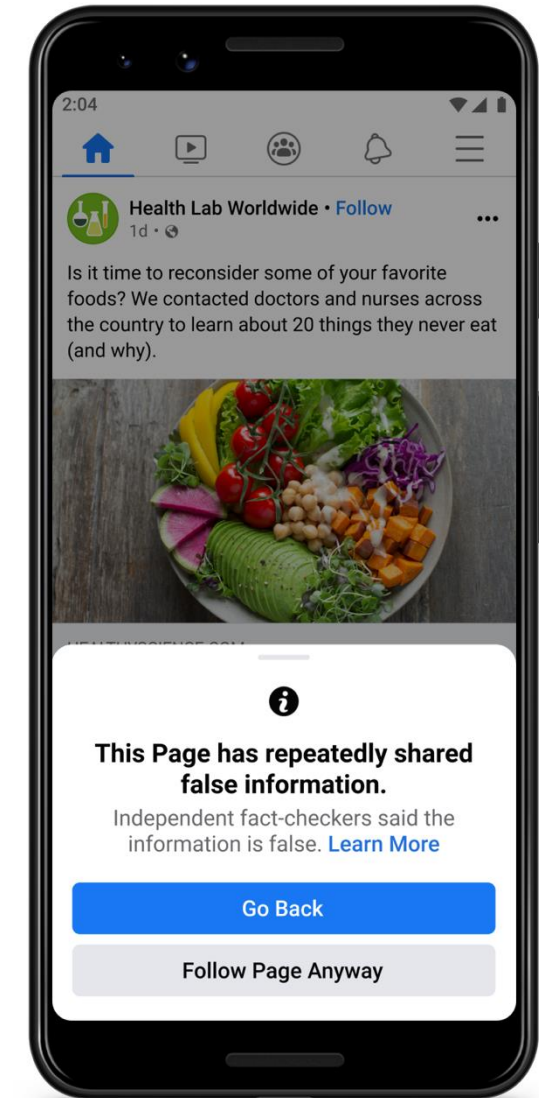 2:04
Health Lab Worldwide • Follow
1d •
Is it time to reconsider some of your favorite
foods? We contacted doctors and nurses across
the country to learn about 20 things they never eat
(and why).
This Page has repeatedly shared
false information.
Independent fact-checkers said the
information is false. Learn More
Go Back
Follow Page Anyway